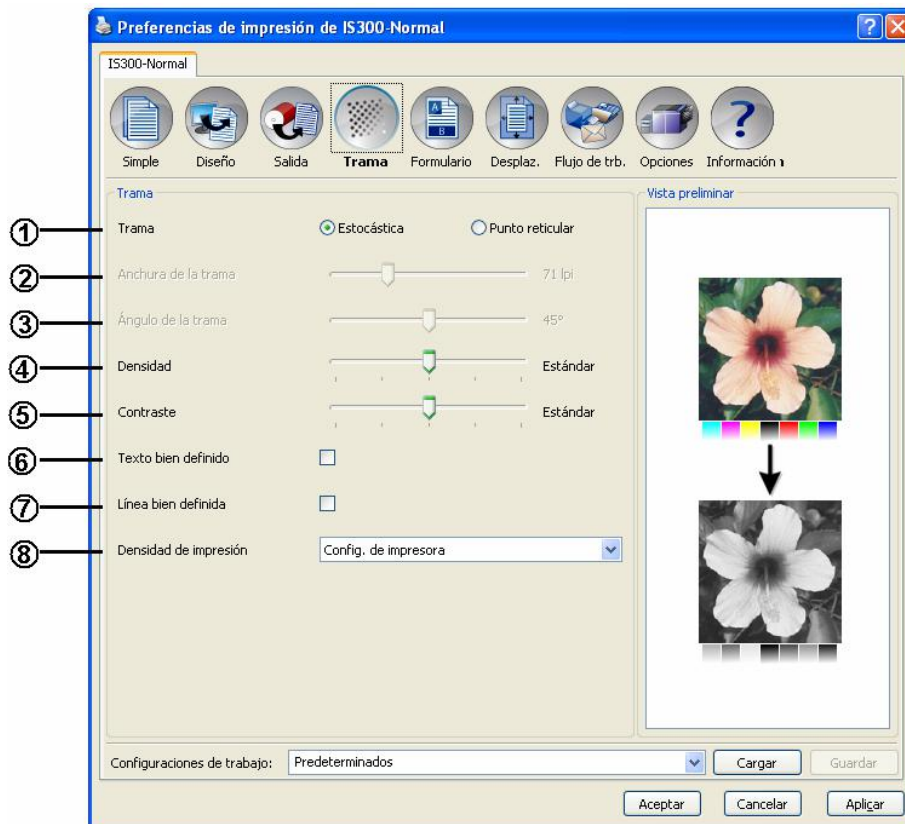 Preferencias de impresión de IS300-Normal
IS300-Normal
Simple Diseño Salida Trama Formulario Desplaz. Flujo de trb. Opciones Información
Trama Vista preliminar
① Trama Estocástica Punto reticular
② Anchura de la trama 71 lpi
③ Ángulo de la trama 45°
④ Densidad Estándar
⑤ Contraste Estándar
⑥ Texto bien definido
⑦ Línea bien definida
⑧ Densidad de impresión Config. de impresora
A
B
Configuraciones de trabajo: Predeterminados Cargar Guardar
Aceptar Cancelar Aplicar